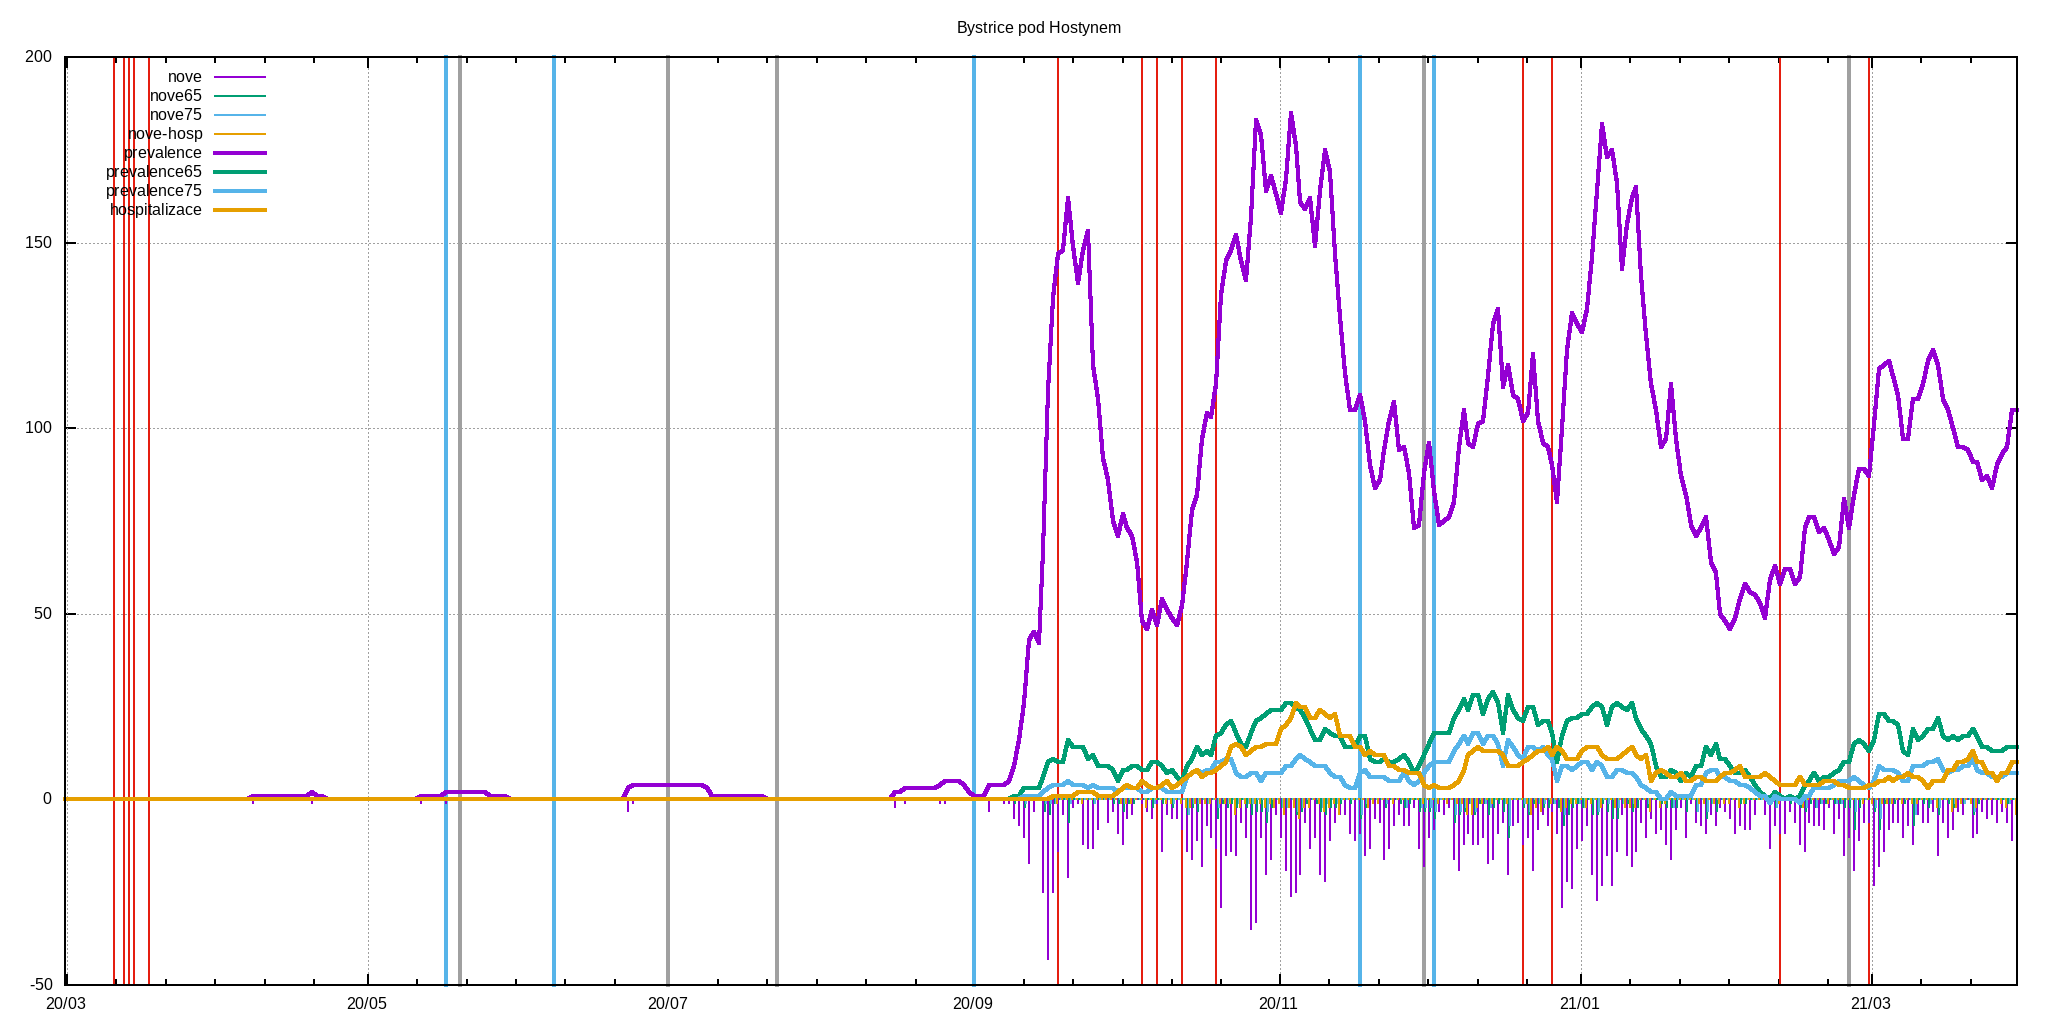 Bystrice pod Hostynem
200
150
100
50
0
-50
nove
nove65
nove75
nove-hosp
prevalence
prevalence65
prevalence75
hospitalizace
20/03
20/05
20/07
20/09
20/11
21/01
21/03